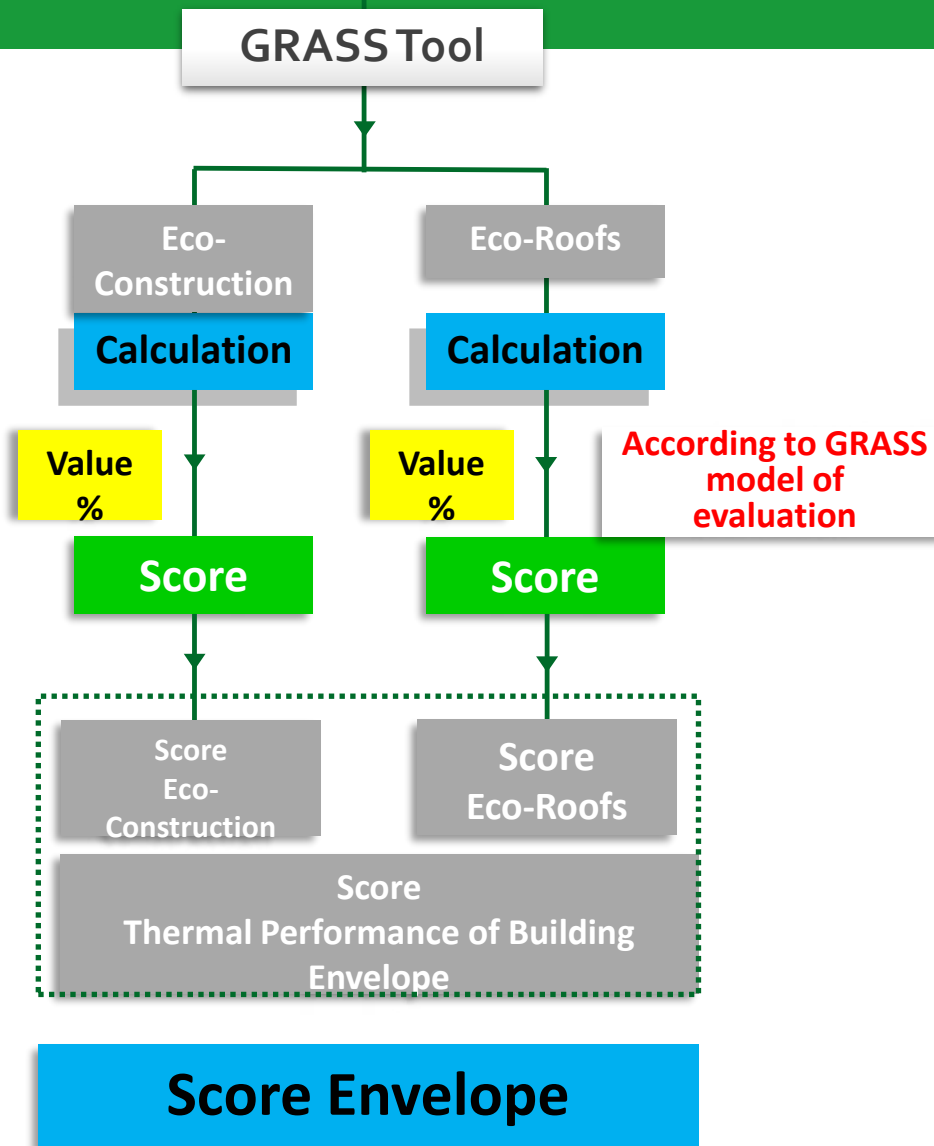 GRASS Tool
Eco-
Construction
Eco-Roofs
Calculation
Calculation
Value
%
Value
%
According to GRASS
model of
evaluation
Score
Score
Score
Eco-
Construction
Score
Eco-Roofs
Score
Thermal Performance of Building
Envelope
Score Envelope